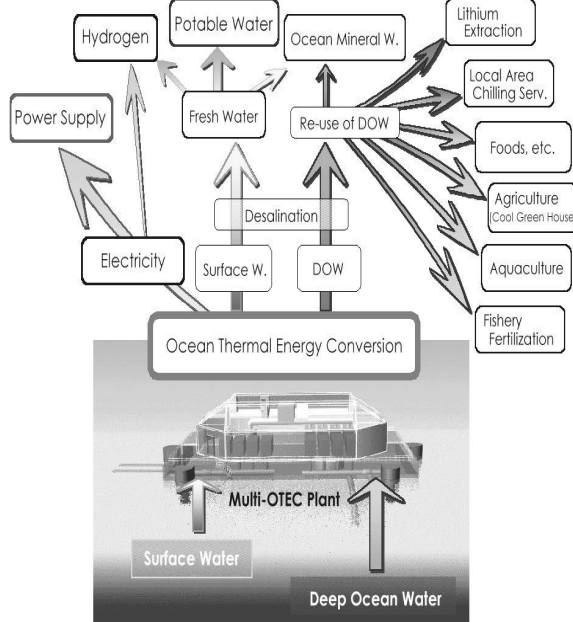 Lithium
Extraction
Potable Water
Hydrogen
Ocean Mineral W.
Local Area
Chilling Serv.
Power Supply
Fresh Water
Re-use of DOW
Foods, etc.
Agriculture
(Cool Green House
Desalination
Electricity
Surface W.
DOW
Aquaculture
Fishery
Fertilization
Ocean Thermal Energy Conversion
Multi-OTEC Plant
Surface Water
Deep Ocean Water